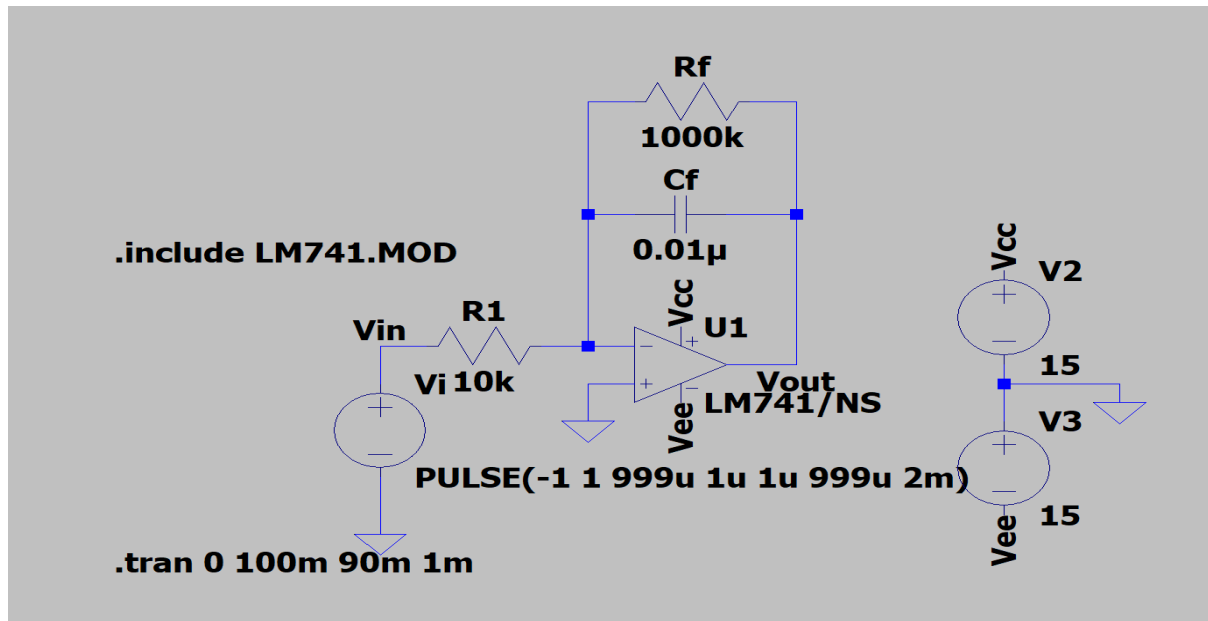 Rf
1000k
Cf
0.01µ
.include LM741.MOD
R1
10k
Vin
Vi
PULSE(-1 1 999u 1u 1u 999u 2m)
.tran 0 100m 90m 1m
Vcc
U1
Vout
LM741/NS
Vee
Vcc
V2
15
V3
15
Vee